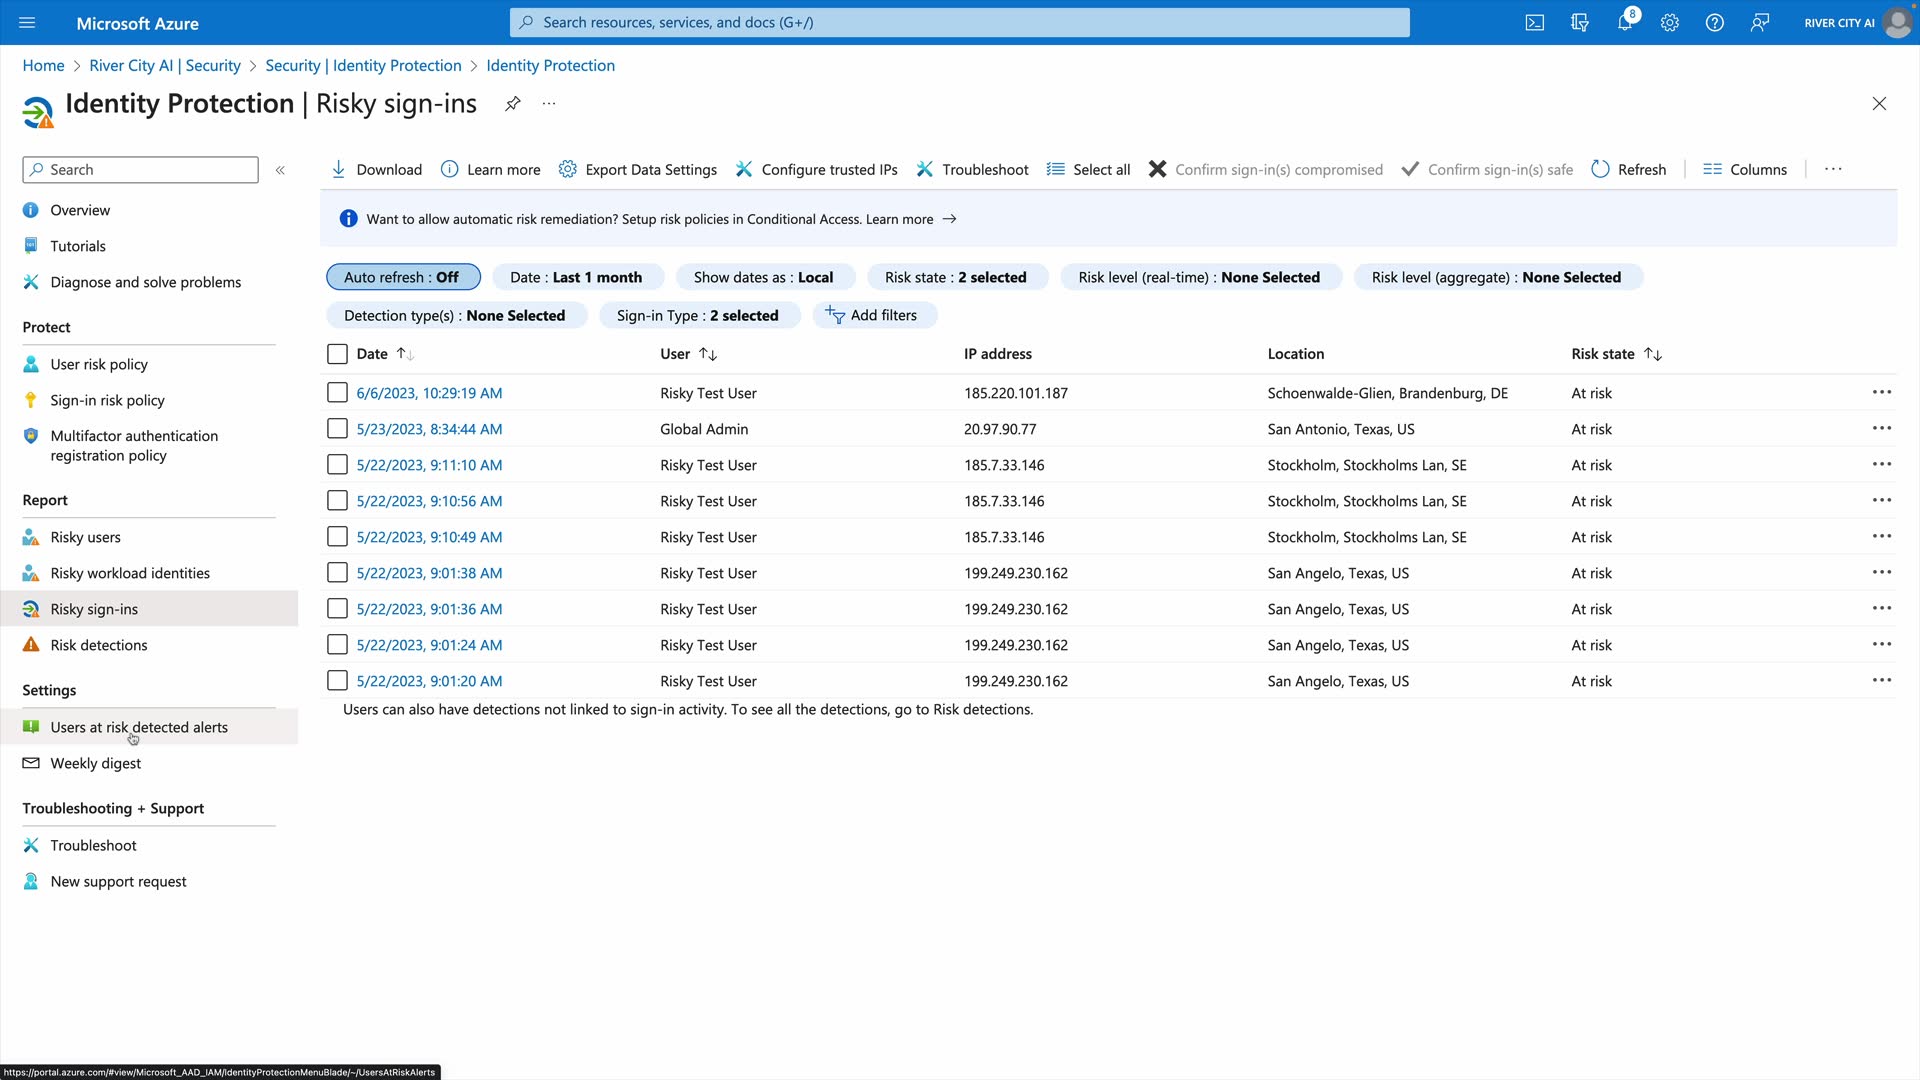 Microsoft Azure
Search resources, services, and docs (G+/)
8
RIVER CITY AI
Home > River City AI | Security > Security | Identity Protection > Identity Protection
Identity Protection | Risky sign-ins
Search
Download
Learn more
Export Data Settings
Configure trusted IPs
Troubleshoot
Select all
Confirm sign-in(s) compromised
Confirm sign-in(s) safe
Refresh
Columns
Overview
Tutorials
Diagnose and solve problems
Protect
User risk policy
Sign-in risk policy
Multifactor authentication
registration policy
Report
Risky users
Risky workload identities
Risky sign-ins
Risk detections
Settings
Users at risk detected alerts
Weekly digest
Troubleshooting + Support
Troubleshoot
New support request
Want to allow automatic risk remediation? Setup risk policies in Conditional Access. Learn more →
Auto refresh : Off
Date : Last 1 month
Show dates as : Local
Risk state : 2 selected
Risk level (real-time) : None Selected
Risk level (aggregate) : None Selected
Detection type(s) : None Selected
Sign-in Type : 2 selected
Add filters
Date ↑↓ User ↑↓ IP address Location Risk state ↑↓
6/6/2023, 10:29:19 AM Risky Test User 185.220.101.187 Schoenwalde-Glien, Brandenburg, DE At risk
5/23/2023, 8:34:44 AM Global Admin 20.97.90.77 San Antonio, Texas, US At risk
5/22/2023, 9:11:10 AM Risky Test User 185.7.33.146 Stockholm, Stockholms Lan, SE At risk
5/22/2023, 9:10:56 AM Risky Test User 185.7.33.146 Stockholm, Stockholms Lan, SE At risk
5/22/2023, 9:10:49 AM Risky Test User 185.7.33.146 Stockholm, Stockholms Lan, SE At risk
5/22/2023, 9:01:38 AM Risky Test User 199.249.230.162 San Angelo, Texas, US At risk
5/22/2023, 9:01:36 AM Risky Test User 199.249.230.162 San Angelo, Texas, US At risk
5/22/2023, 9:01:24 AM Risky Test User 199.249.230.162 San Angelo, Texas, US At risk
5/22/2023, 9:01:20 AM Risky Test User 199.249.230.162 San Angelo, Texas, US At risk
Users can also have detections not linked to sign-in activity. To see all the detections, go to Risk detections.
https://portal.azure.com/#view/Microsoft_AAD_IAM/IdentityProtectionMenuBlade/~/UsersAtRiskAlerts